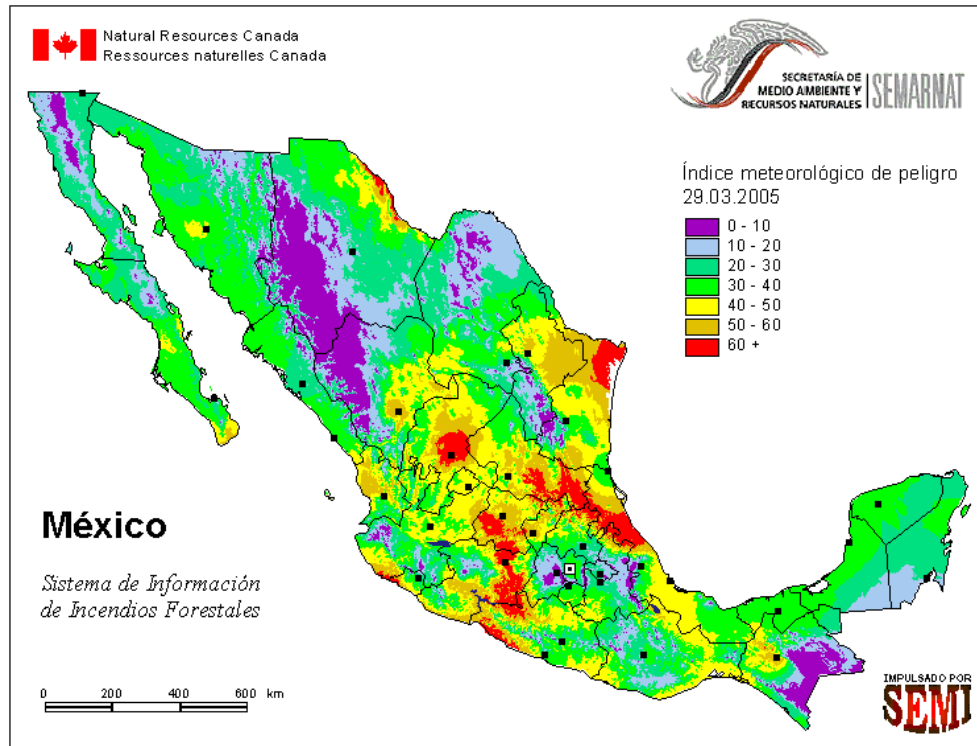 Natural Resources Canada
Ressources naturelles Canada
SECRETARÍA DE
MEDIO AMBIENTE Y
RECURSOS NATURALES
SEMARNAT
Índice meteorológico de peligro
29.03.2005
0 - 10
10 - 20
20 - 30
30 - 40
40 - 50
50 - 60
60 +
México
Sistema de Información
de Incendios Forestales
0 200 400 600 km
IMPULSADO POR
SEMI